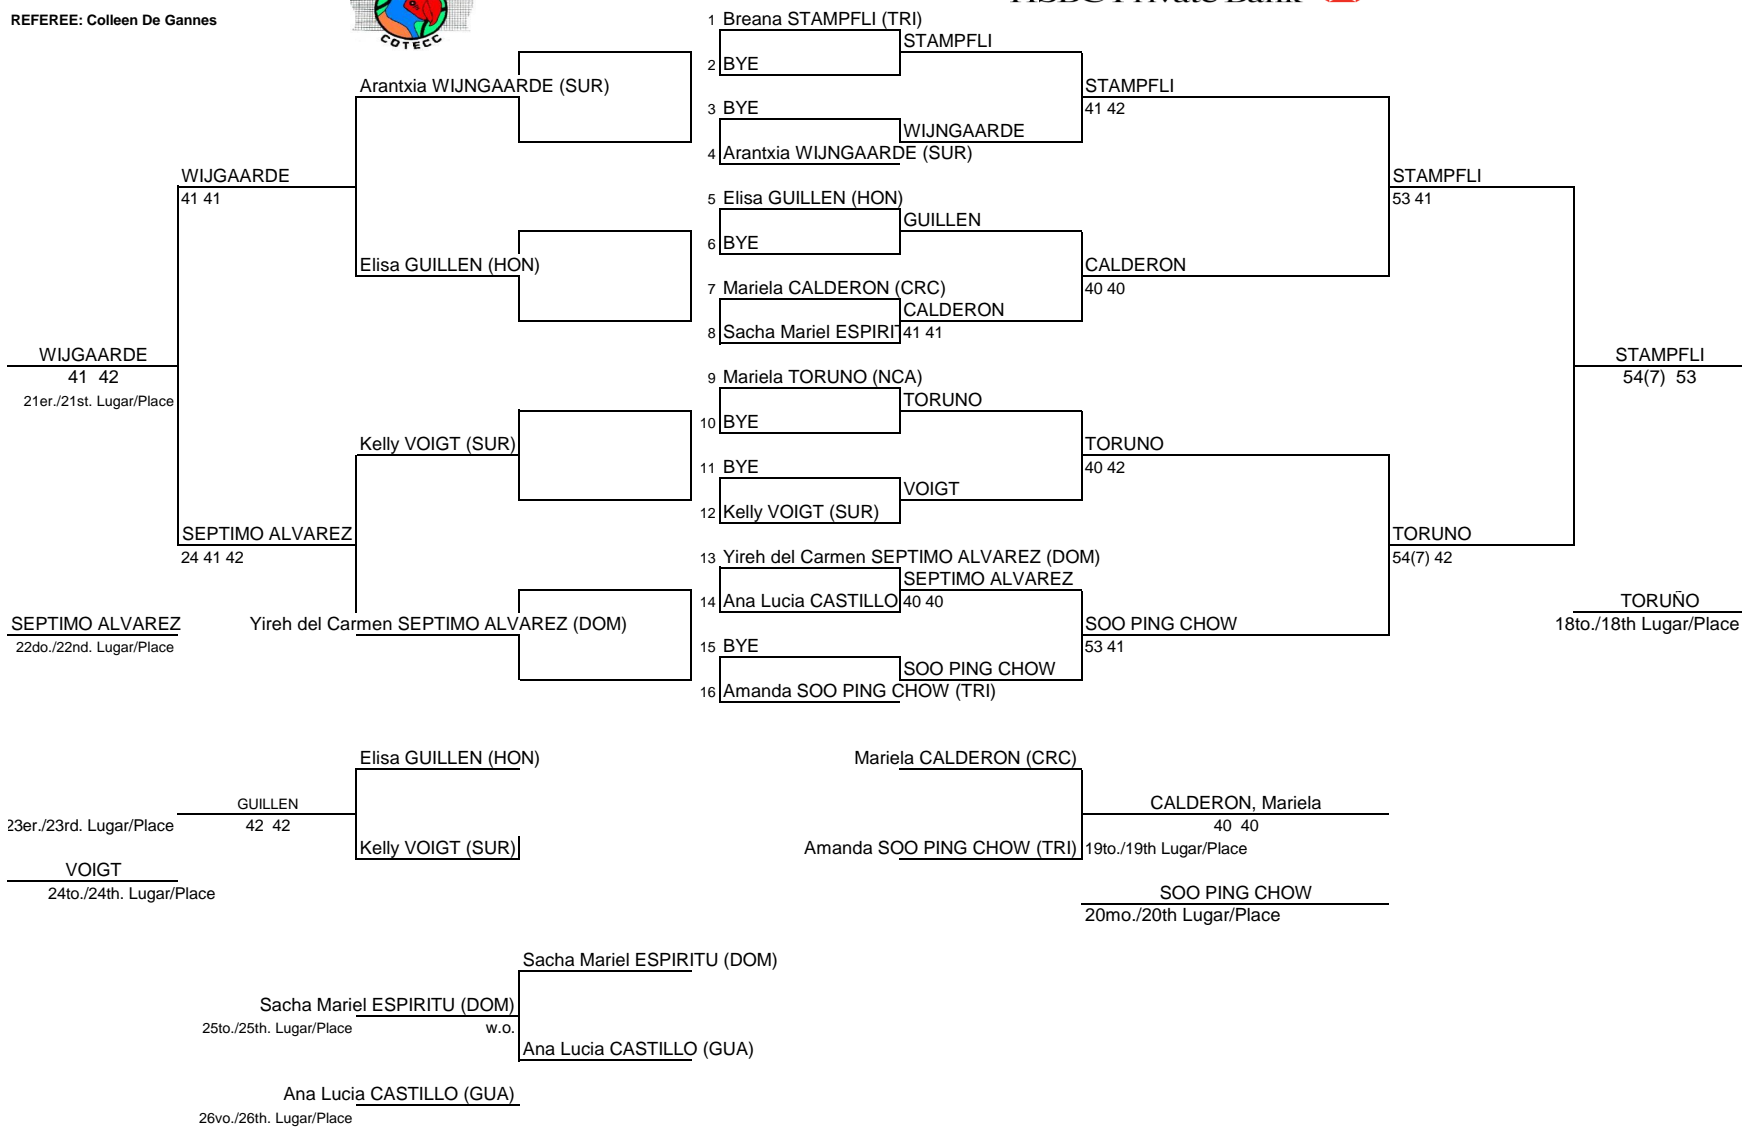 HSBC Private Bank
REFEREE: Colleen De Gannes
COTECC
1 Breana STAMPFLI (TRI)
STAMPFLI
2 BYE
Arantxia WIJNGAARDE (SUR)
STAMPFLI
3 BYE
41 42
WIJNGAARDE
4 Arantxia WIJNGAARDE (SUR)
WIJGAARDE
STAMPFLI
41 41
5 Elisa GUILLEN (HON)
53 41
GUILLEN
6 BYE
Elisa GUILLEN (HON)
CALDERON
7 Mariela CALDERON (CRC)
40 40
CALDERON
8 Sacha Mariel ESPIRIT
41 41
WIJGAARDE
STAMPFLI
41 42
9 Mariela TORUNO (NCA)
54(7) 53
21er./21st. Lugar/Place
TORUNO
10 BYE
Kelly VOIGT (SUR)
TORUNO
11 BYE
40 42
VOIGT
12 Kelly VOIGT (SUR)
SEPTIMO ALVAREZ
TORUNO
24 41 42
13 Yireh del Carmen SEPTIMO ALVAREZ (DOM)
54(7) 42
SEPTIMO ALVAREZ
14 Ana Lucia CASTILLO
40 40
TORUÑO
SEPTIMO ALVAREZ
Yireh del Carmen SEPTIMO ALVAREZ (DOM)
SOO PING CHOW
18to./18th Lugar/Place
22do./22nd. Lugar/Place
15 BYE
53 41
SOO PING CHOW
16 Amanda SOO PING CHOW (TRI)
Elisa GUILLEN (HON)
Mariela CALDERON (CRC)
GUILLEN
CALDERON, Mariela
23er./23rd. Lugar/Place
42 42
40 40
Kelly VOIGT (SUR)
Amanda SOO PING CHOW (TRI)
19to./19th Lugar/Place
VOIGT
24to./24th. Lugar/Place
SOO PING CHOW
20mo./20th Lugar/Place
Sacha Mariel ESPIRITU (DOM)
Sacha Mariel ESPIRITU (DOM)
25to./25th. Lugar/Place
w.o.
Ana Lucia CASTILLO (GUA)
Ana Lucia CASTILLO (GUA)
26vo./26th. Lugar/Place